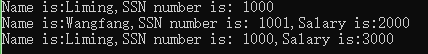 Name is:Liming,SSN number is: 1000
Name is:Wangfang,SSN number is: 1001,Salary is:2000
Name is:Liming,SSN number is: 1000,Salary is:3000